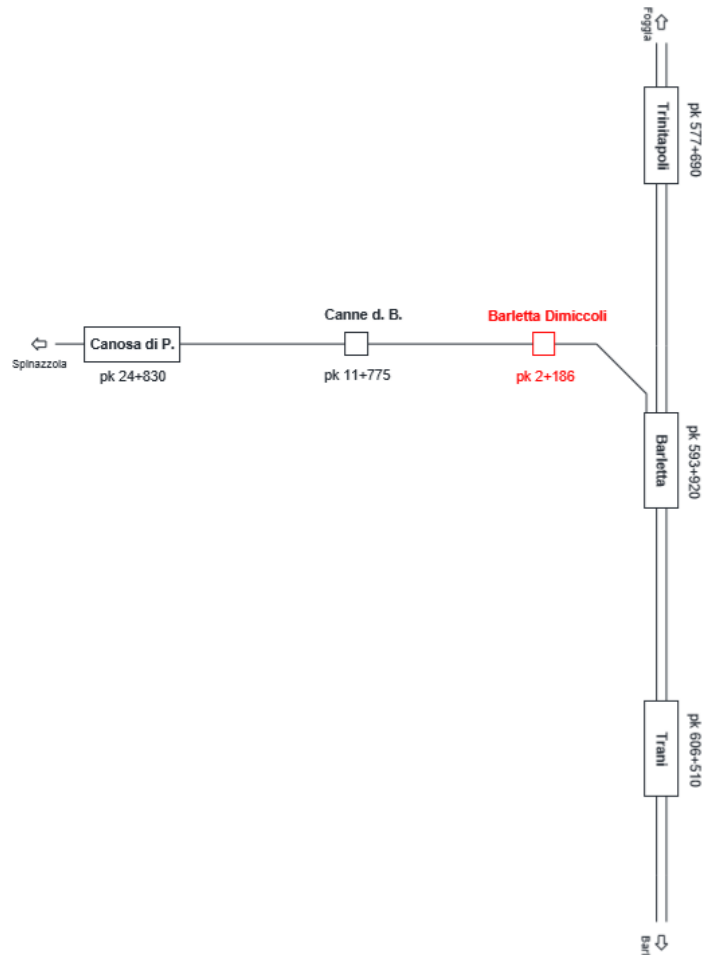 Foggia
Trinitapoli
pk 577+690
Canne d. B.
Barletta Dimiccoli
Canosa di P.
Spinazzola
pk 24+830
pk 11+775
pk 2+186
Barletta
pk 593+920
Trani
pk 606+510
Bari